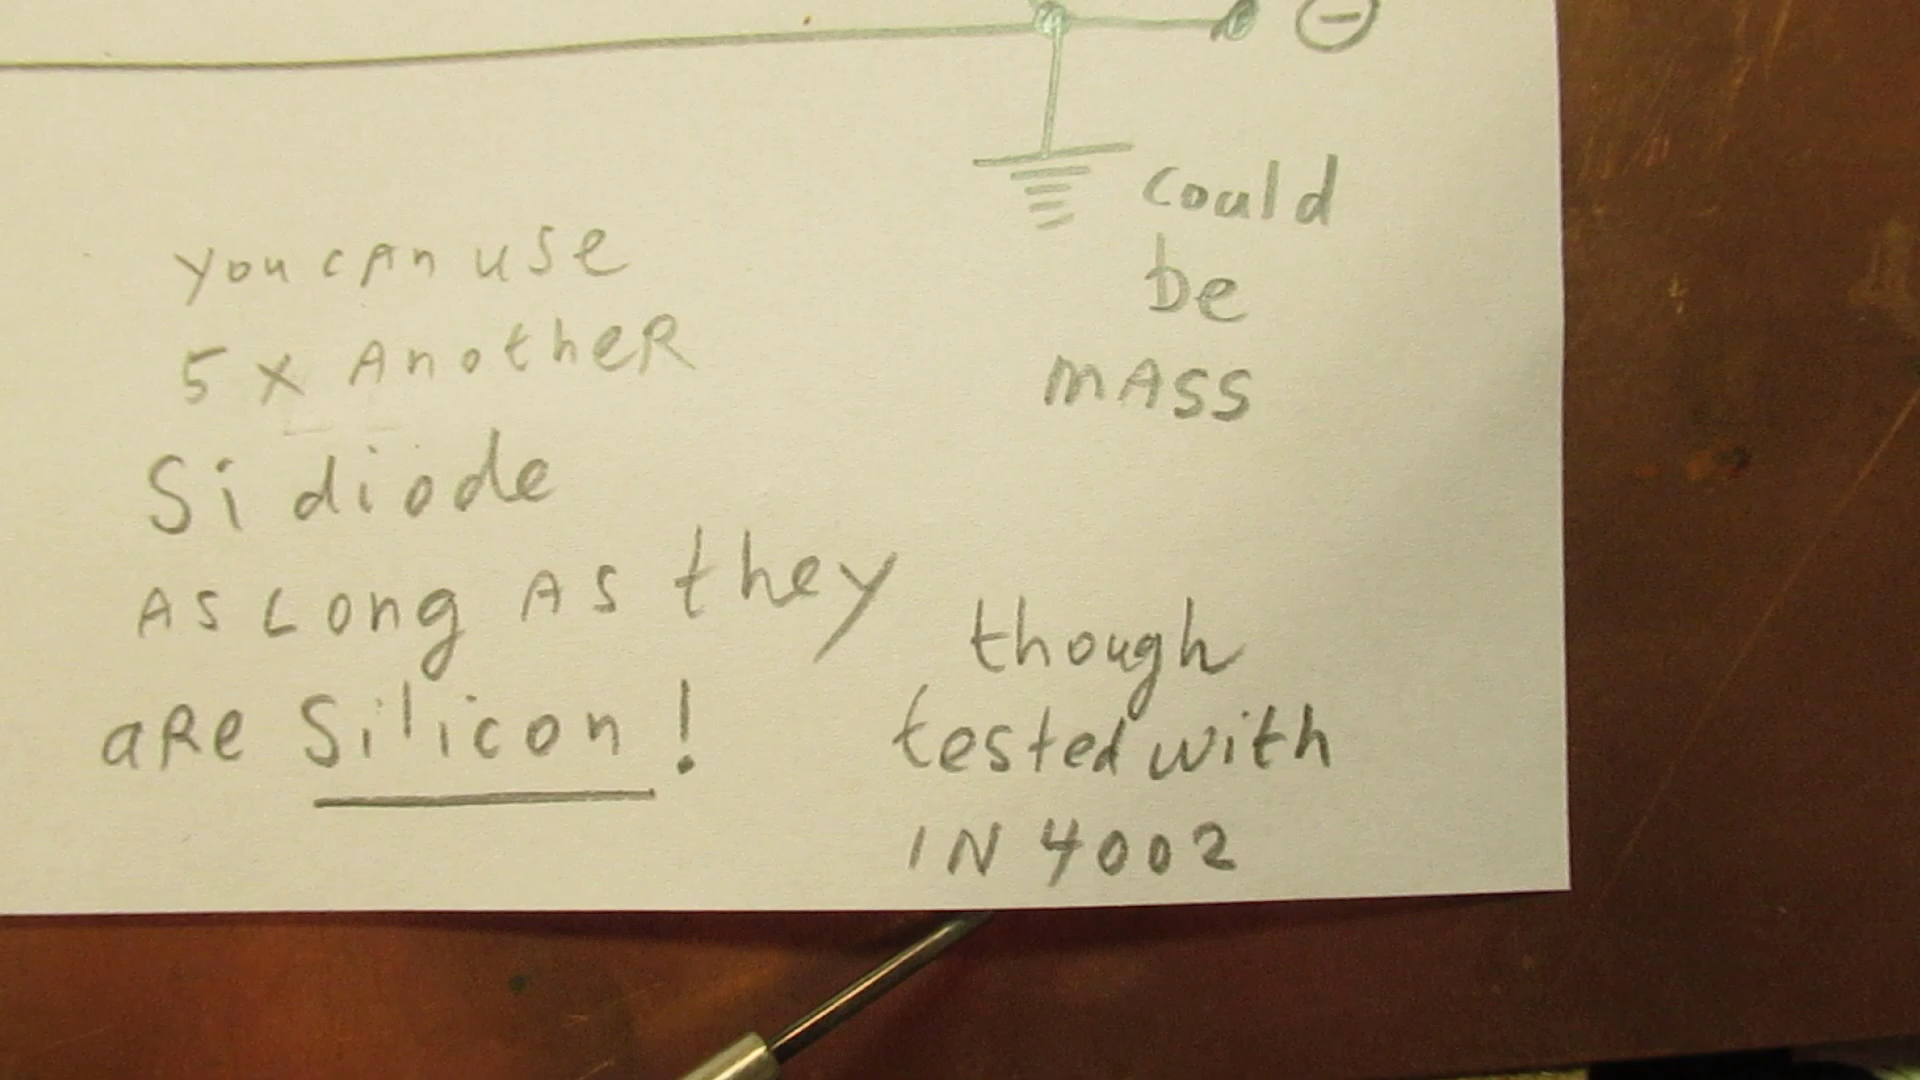 ⊖
could
be
mASS
you cAn use
5 x AnotheR
Si diode
AS Long AS they
aRe Silicon !
though
tested with
1N 4002